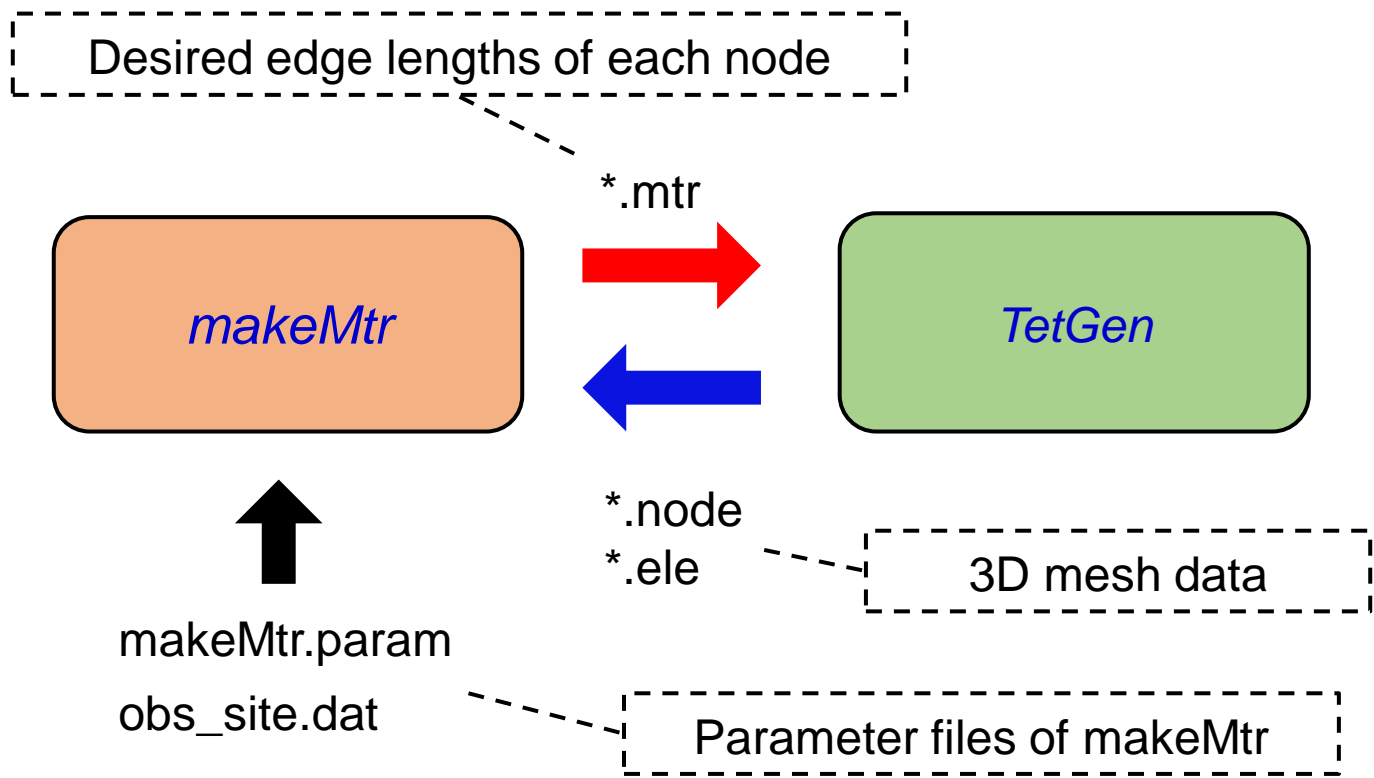 Desired edge lengths of each node
*.mtr
makeMtr
TetGen
*.node
*.ele
3D mesh data
makeMtr.param
obs_site.dat
Parameter files of makeMtr